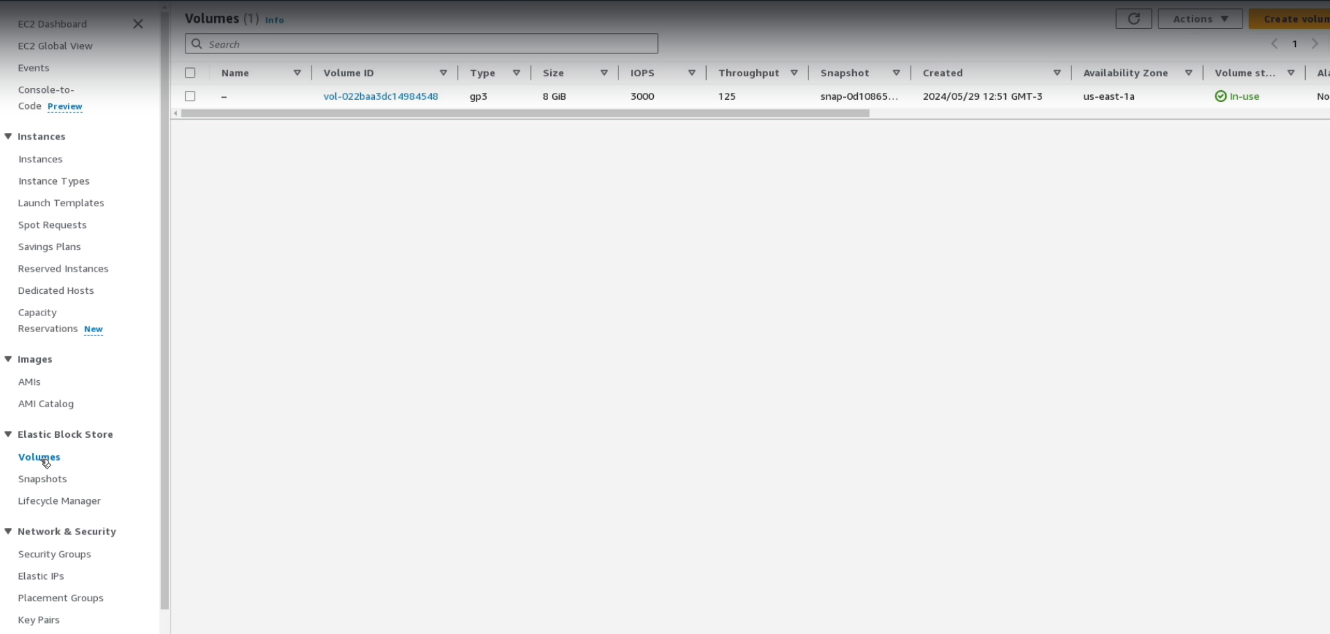 EC2 Dashboard
EC2 Global View
Events
Console-to-
Code Preview
Instances
Instances
Instance Types
Launch Templates
Spot Requests
Savings Plans
Reserved Instances
Dedicated Hosts
Capacity
Reservations New
Images
AMIs
AMI Catalog
Elastic Block Store
Volumes
Snapshots
Lifecycle Manager
Network & Security
Security Groups
Elastic IPs
Placement Groups
Key Pairs
Volumes (1) Info
Actions
Create volum
Search
1
Name Volume ID Type Size IOPS Throughput Snapshot Created Availability Zone Volume st... Ala
– vol-022baa3dc14984548 gp3 8 GiB 3000 125 snap-0d10865... 2024/05/29 12:51 GMT-3 us-east-1a In-use No